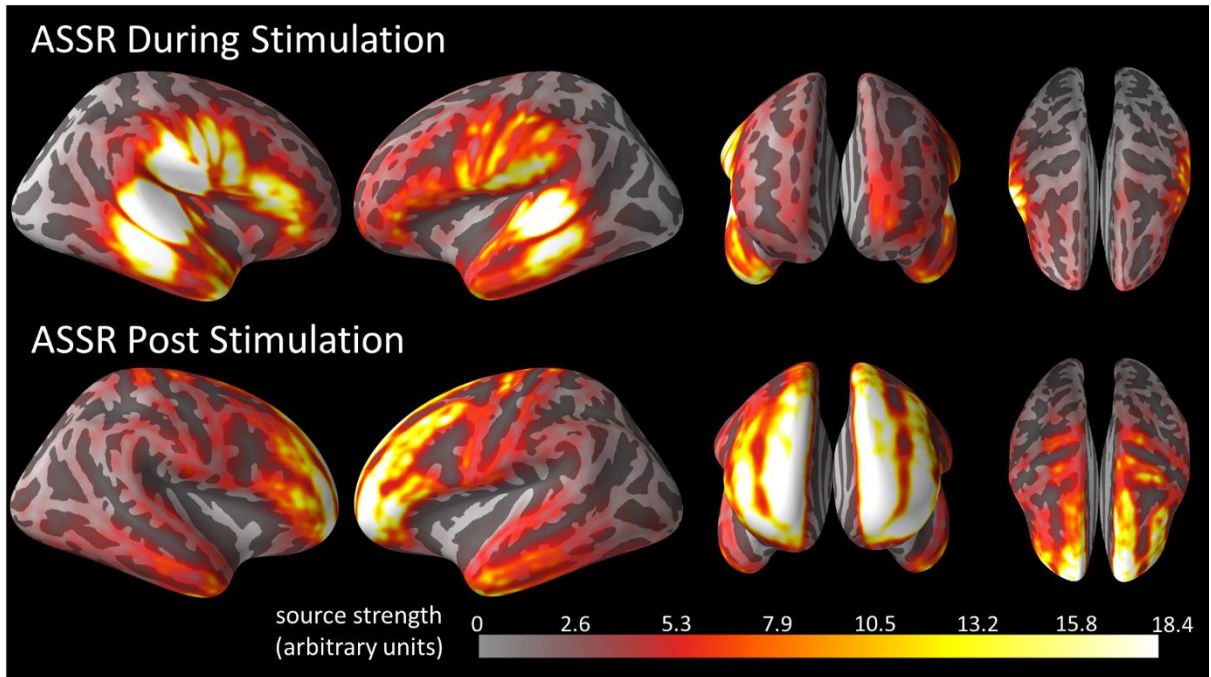 ASSR During Stimulation
ASSR Post Stimulation
source strength
(arbitrary units)
0 2.6 5.3 7.9 10.5 13.2 15.8 18.4